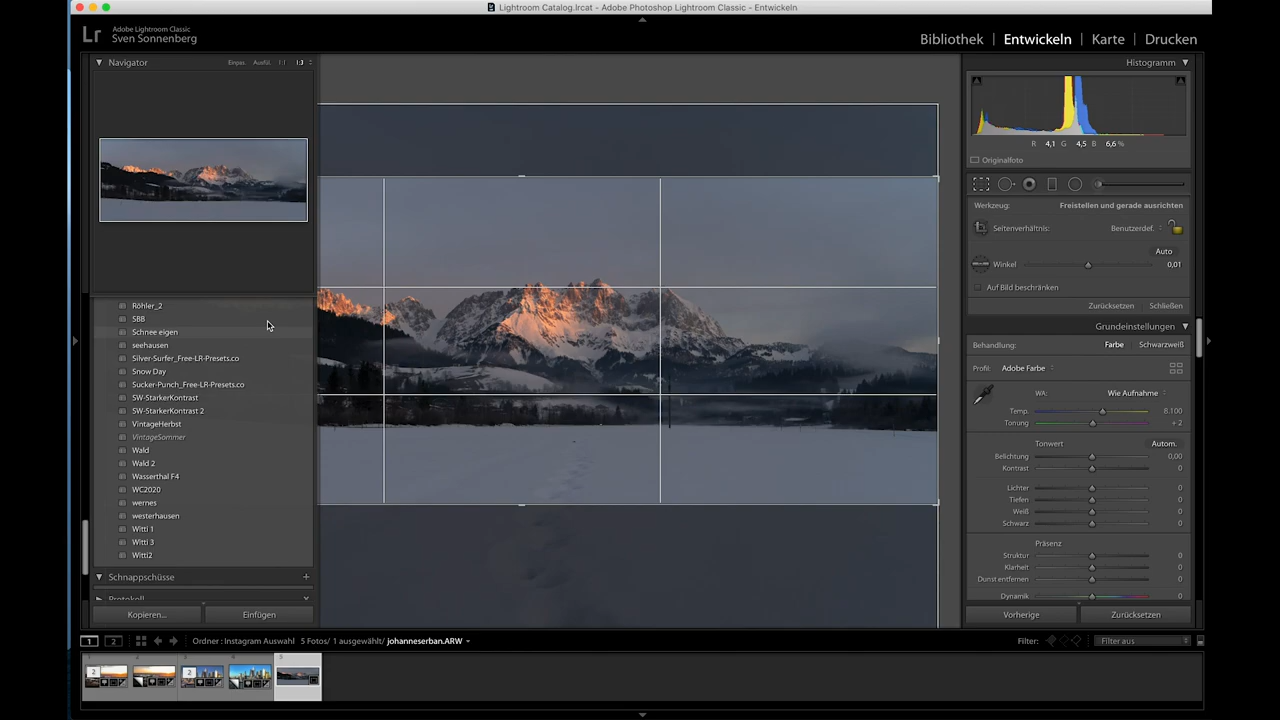 Lightroom Catalog.lrcat - Adobe Photoshop Lightroom Classic - Entwickeln
Lr
Adobe Lightroom Classic
Sven Sonnenberg
Bibliothek | Entwickeln | Karte | Drucken
Navigator
Einpas.
Ausfül.
1:1
1:3
Röhler_2
SBB
Schnee eigen
seehausen
Silver-Surfer_Free-LR-Presets.co
Snow Day
Sucker-Punch_Free-LR-Presets.co
SW-StarkerKontrast
SW-StarkerKontrast 2
VintageHerbst
VintageSommer
Wald
Wald 2
Wasserthal F4
WC2020
wernes
westerhausen
Witti 1
Witti 3
Witti2
Schnappschüsse
Protokoll
Kopieren...
Einfügen
Histogramm
R 4,1 G 4,5 B 6,6 %
Originalfoto
Werkzeug: Freistellen und gerade ausrichten
Seitenverhältnis: Benutzerdef.
Auto
Winkel 0,01
Auf Bild beschränken
Zurücksetzen Schließen
Grundeinstellungen
Behandlung: Farbe Schwarzweiß
Profil: Adobe Farbe
WA: Wie Aufnahme
Temp. 8.100
Tonung + 2
Tonwert Autom.
Belichtung 0,00
Kontrast 0
Lichter 0
Tiefen 0
Weiß 0
Schwarz 0
Präsenz
Struktur 0
Klarheit 0
Dunst entfernen 0
Dynamik 0
Vorherige
Zurücksetzen
1 2
Ordner : Instagram Auswahl 5 Fotos/ 1 ausgewählt/ johanneserban.ARW
Filter: Filter aus
2
2